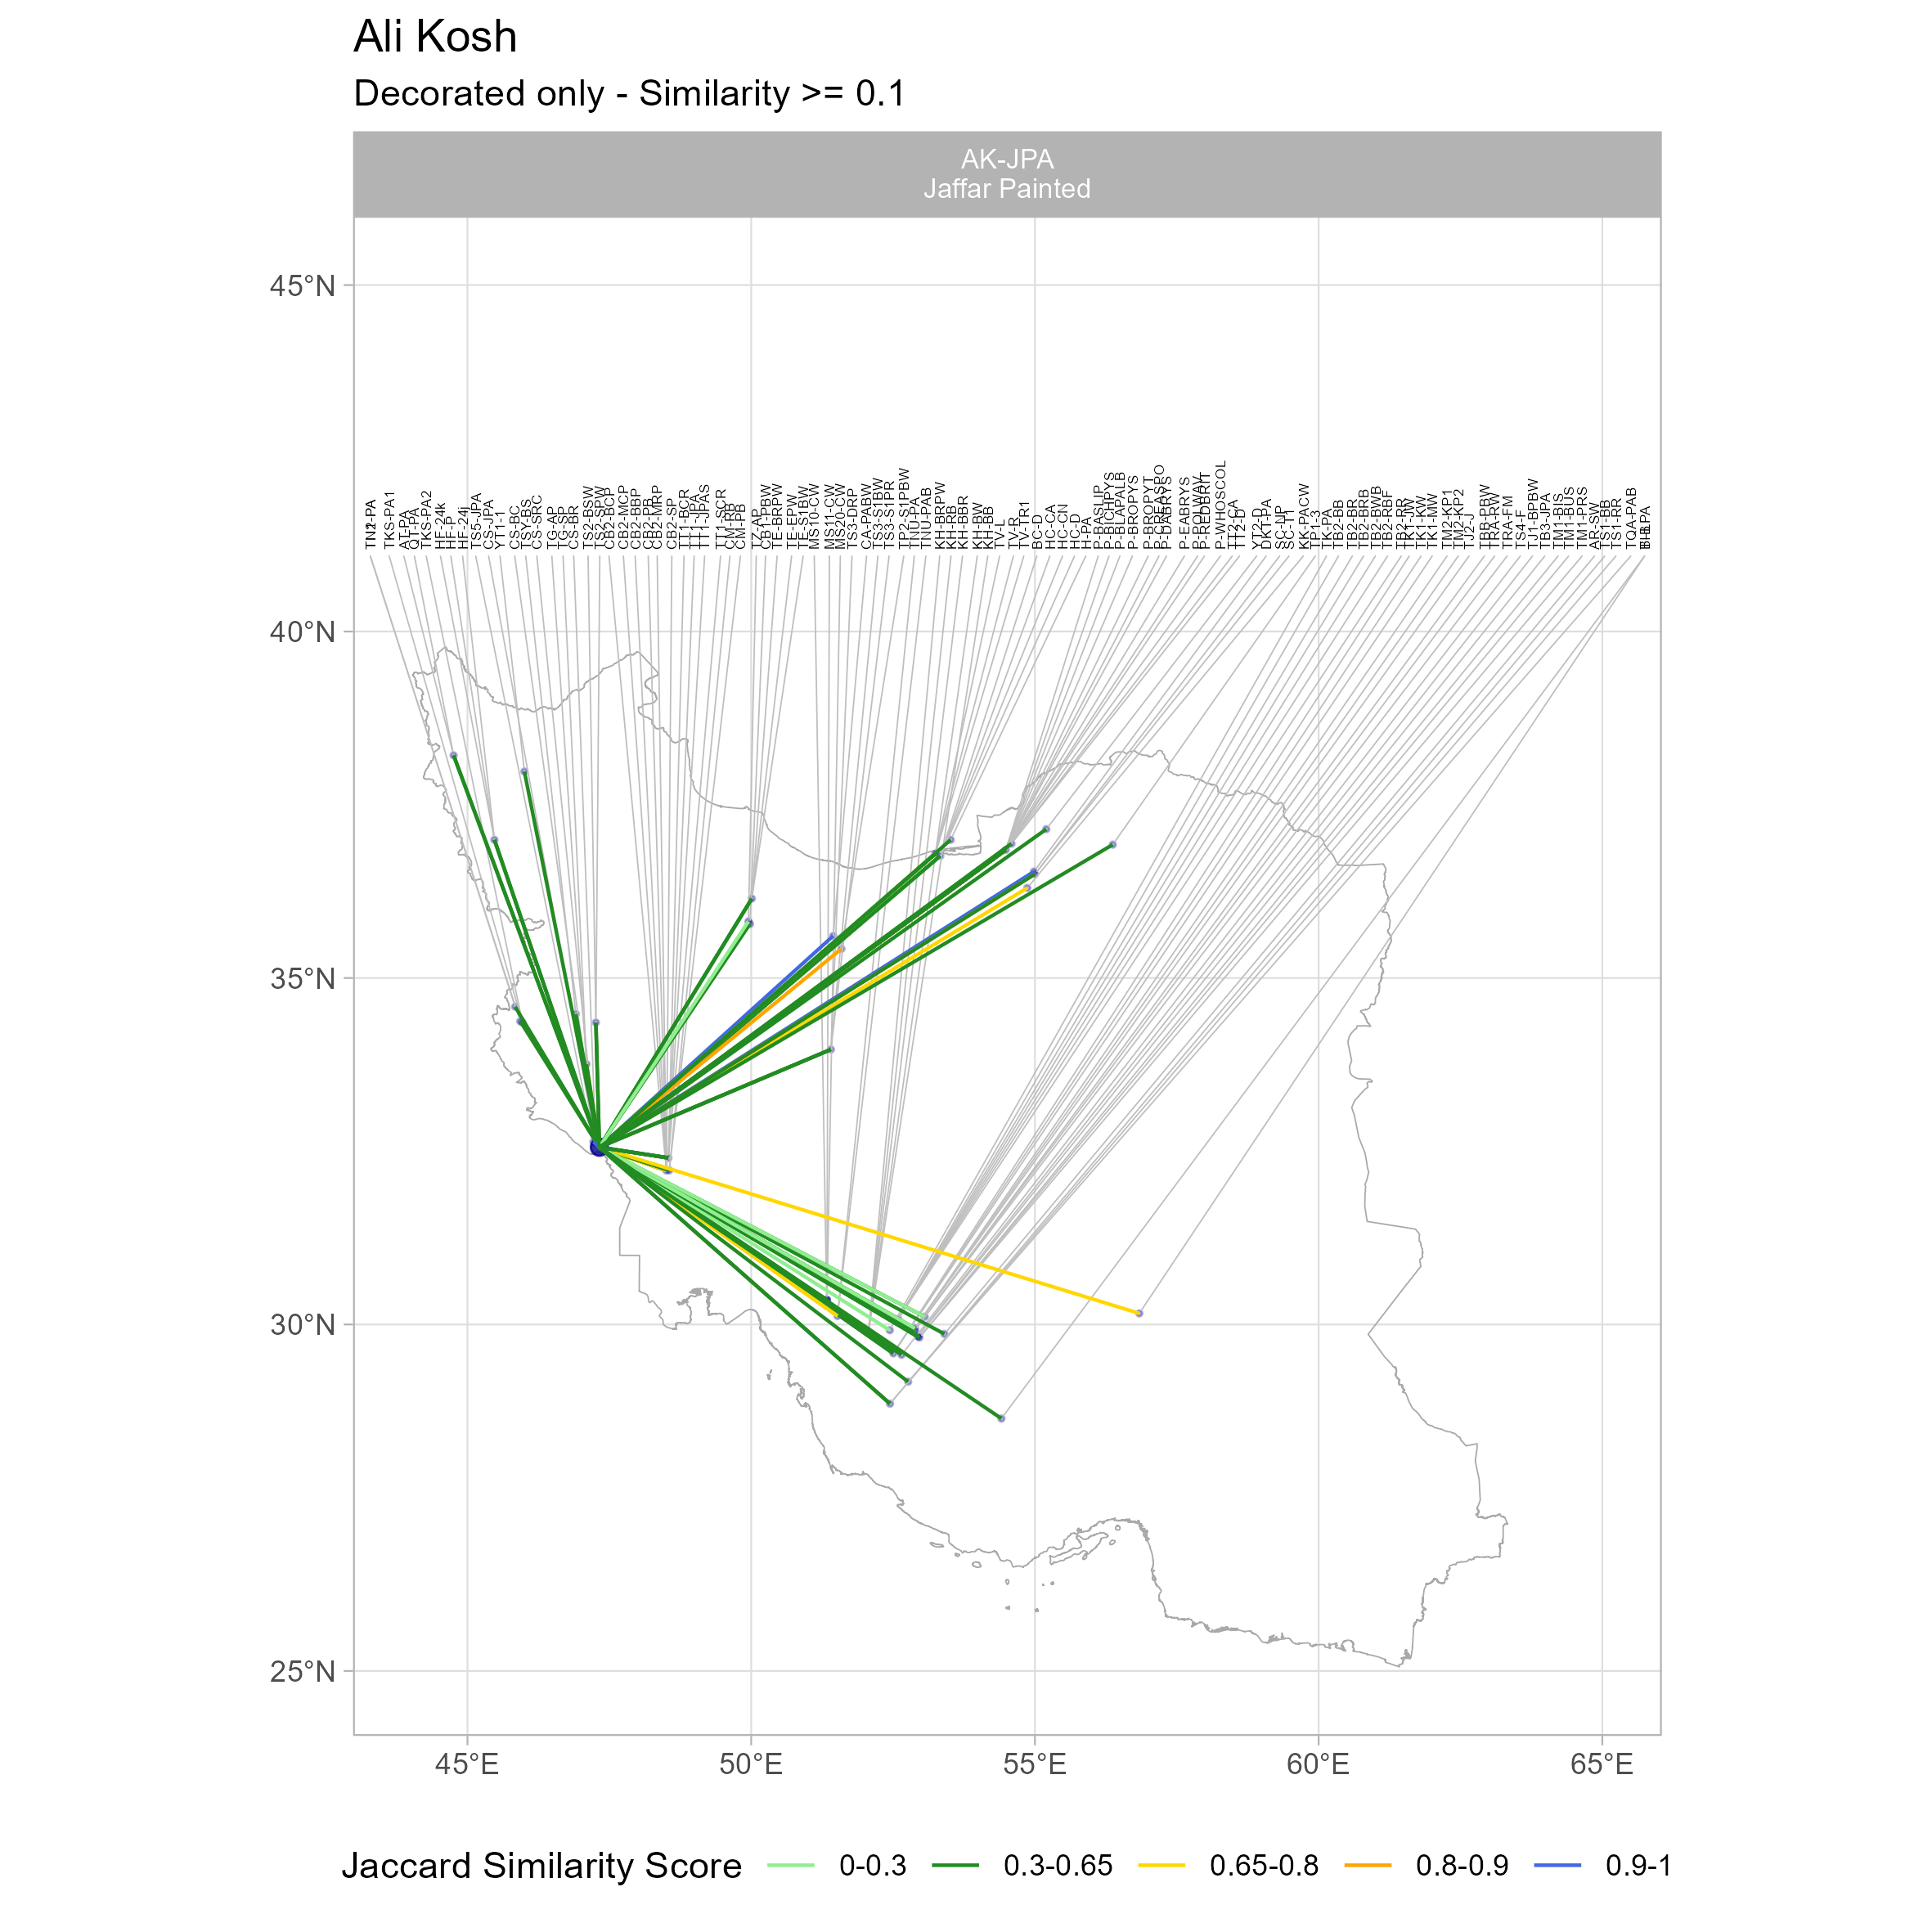 Ali Kosh
Decorated only - Similarity >= 0.1
AK-JPA
Jaffar Painted
45°N
TKS-PA1
AT-PA
QT-PA
TKS-PA2
HF-24k
HF-P
HF-24j
TS5-JPA
CS-JPA
YT1-1
CS-BC
TSY-BS
CS-SRC
TG-AP
TG-SP
CS-BR
TS2-BSW
TS2-SPW
CB2-BCP
CB2-MCP
CB2-BBP
CB2-PB
CB2-MRP
CB2-SP
TT1-BCR
TT1-JPA
TT1-JPAS
TT1-SCR
CM-RB
CM-PB
TZ-AP
CB1-PBW
TE-BRPW
TE-EPW
TE-S1BW
MS10-CW
MS11-CW
MS20-CW
TS3-DRP
CA-PABW
TS3-S1BW
TS3-S1PR
TP2-S1PBW
TNU-PA
TNU-PAB
KH-BRPW
KH-RB
KH-BBR
KH-BW
KH-BB
TV-L
TV-R
TV-TR1
BC-D
HC-CA
HC-CN
HC-D
H-PA
P-BASLIP
P-BICHPYS
P-BLAPALB
P-BROPYS
P-BROPYT
P-CREASPO
P-DABRYS
P-EABRYS
P-POLWAV
P-REDBRIT
P-WHOSCOL
TT2-CA
TT2-D
YT2-D
DKT-PA
SC-NP
SC-11
KK-PACW
TP1-3
TK-PA
TB2-BB
TB2-BR
TB2-BRB
TB2-BWB
TB2-RBF
TB2-RBR
TK1-JW
TK1-KW
TK1-MW
TM2-KP1
TM2-KP2
TJ2-J
TBB-PBW
TRA-RW
TRA-FM
TS4-F
TJ1-BPBW
TB3-JPA
TM1-BIS
TM1-BUS
TM1-PRS
AR-SW
TS1-BB
TS1-RR
TQA-PAB
40°N
35°N
30°N
25°N
45°E 50°E 55°E 60°E 65°E
Jaccard Similarity Score 0-0.3 0.3-0.65 0.65-0.8 0.8-0.9 0.9-1